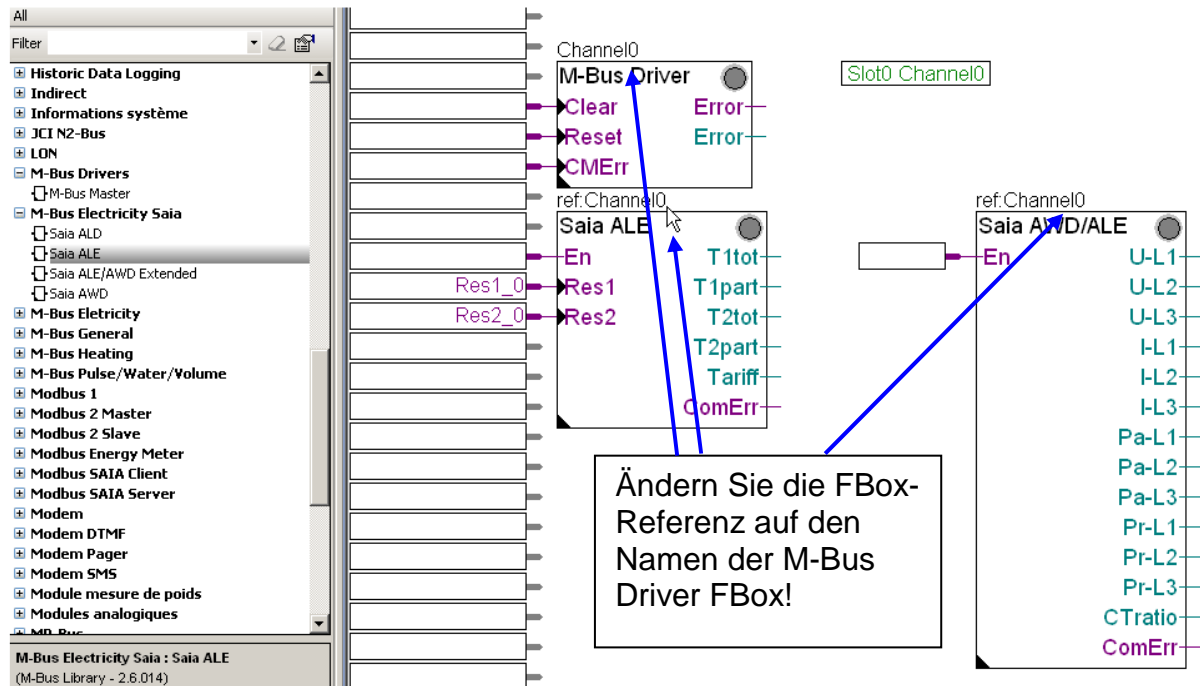 All
Filter
Historic Data Logging
Indirect
Informations système
JCI N2-Bus
LON
M-Bus Drivers
M-Bus Master
M-Bus Electricity Saia
Saia ALD
Saia ALE
Saia ALE/AWD Extended
Saia AWD
M-Bus Eletricity
M-Bus General
M-Bus Heating
M-Bus Pulse/Water/Volume
Modbus 1
Modbus 2 Master
Modbus 2 Slave
Modbus Energy Meter
Modbus SAIA Client
Modbus SAIA Server
Modem
Modem DTMF
Modem Pager
Modem SMS
Module mesure de poids
Modules analogiques
MP-Bus
M-Bus Electricity Saia : Saia ALE
(M-Bus Library - 2.6.014)
Res1_0
Res2_0
Channel0
M-Bus Driver
Clear Error
Reset Error
CMErr
ref:Channel0
Saia ALE
En T1tot
Res1 T1part
Res2 T2tot
T2part
Tariff
ComErr
Slot0 Channel0
ref:Channel0
Saia AWD/ALE
En U-L1
U-L2
U-L3
I-L1
I-L2
I-L3
Pa-L1
Pa-L2
Pa-L3
Pr-L1
Pr-L2
Pr-L3
CTratio
ComErr
Ändern Sie die FBox-
Referenz auf den
Namen der M-Bus
Driver FBox!